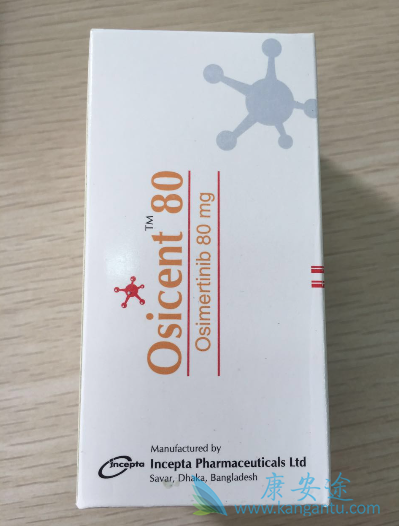 Osicent™ 80
Osimertinib 80 mg
Manufactured by
Incepta Incepta Pharmaceuticals Ltd
Savar, Dhaka, Bangladesh
康安途
www.kangantu.com